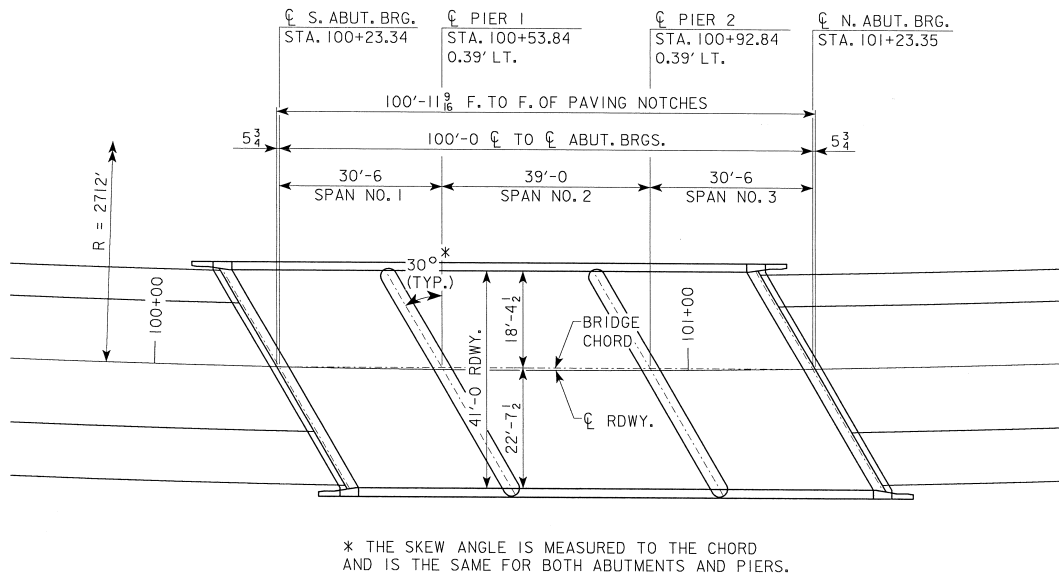 ℄ S. ABUT. BRG.
STA. 100+23.34
℄ PIER 1
STA. 100+53.84
0.39' LT.
℄ PIER 2
STA. 100+92.84
0.39' LT.
℄ N. ABUT. BRG.
STA. 101+23.35
100'-11 9/16 F. TO F. OF PAVING NOTCHES
5 3/4
100'-0 ℄ TO ℄ ABUT. BRGS.
5 3/4
30'-6
SPAN NO. 1
39'-0
SPAN NO. 2
30'-6
SPAN NO. 3
R = 2712'
100+00
30° *
(TYP.)
41'-0 RDWY.
18'-4 1/2
22'-7 1/2
BRIDGE
CHORD
℄ RDWY.
101+00
* THE SKEW ANGLE IS MEASURED TO THE CHORD
AND IS THE SAME FOR BOTH ABUTMENTS AND PIERS.